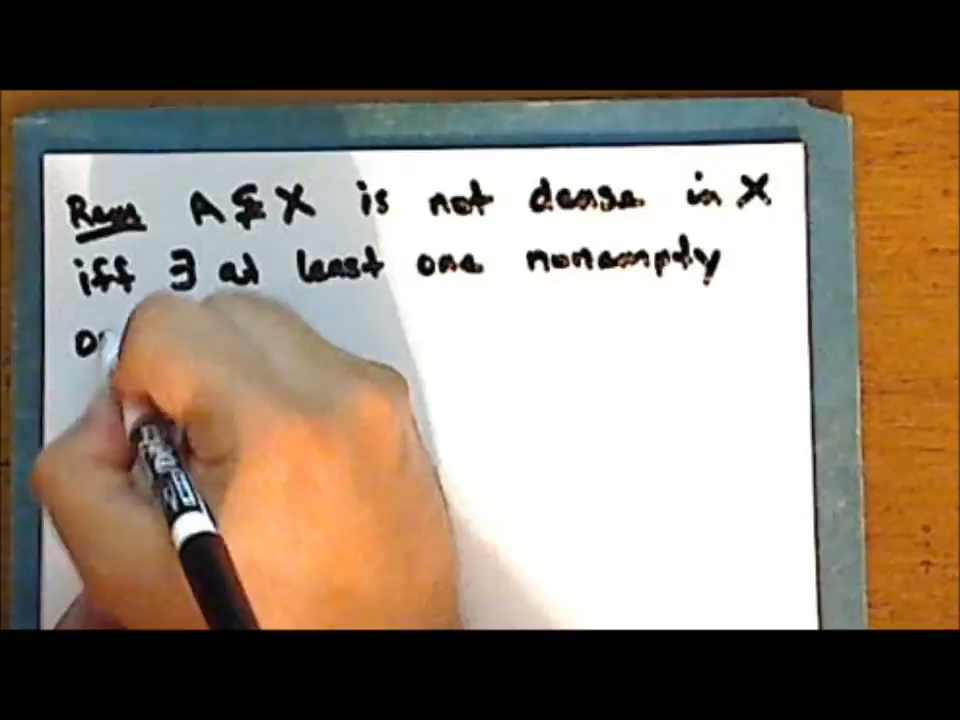 Rem A ⊊ X is not dense in X
iff ∃ at least one nonempty